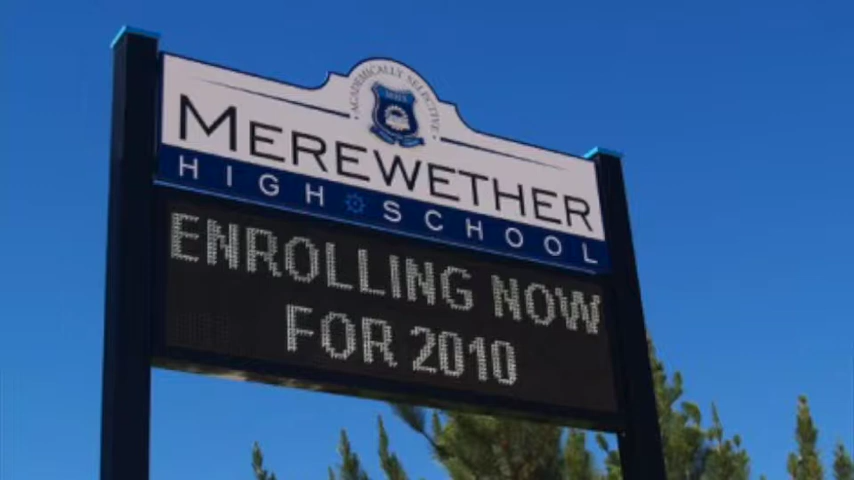 ACADEMICALLY SELECTIVE
MEREWETHER
HIGH SCHOOL
ENROLLING NOW
FOR 2010